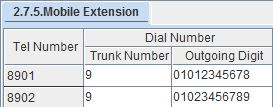 2.7.5.Mobile Extension
Tel Number Dial Number
Trunk Number Outgoing Digit
8901 9 01012345678
8902 9 01023456789